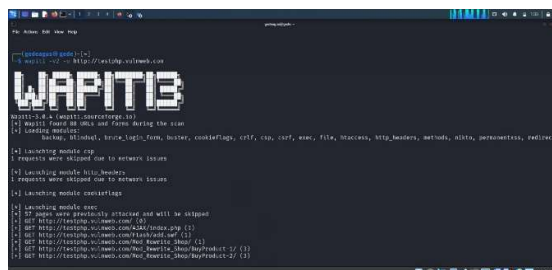 File Actions Edit View Help
$ wapiti -v2 -u http://testphp.vulnweb.com
WAPITI3
Wapiti-3.0.4 (wapiti.sourceforge.io)
[*] Wapiti found 88 URLs and forms during the scan
[*] Loading modules:
backup, blindsql, brute_login_form, buster, cookieflags, crlf, csp, csrf, exec, file, htaccess, http_headers, methods, nikto, permanentxss, redirec
[*] Launching module csp
1 requests were skipped due to network issues
[*] Launching module http_headers
1 requests were skipped due to network issues
[*] Launching module cookieflags
[*] Launching module exec
[*] 57 pages were previously attacked and will be skipped
[+] GET http://testphp.vulnweb.com/ (0)
[+] GET http://testphp.vulnweb.com/AJAX/index.php (1)
[+] GET http://testphp.vulnweb.com/Flash/add.swf (1)
[+] GET http://testphp.vulnweb.com/Mod_Rewrite_Shop/ (1)
[+] GET http://testphp.vulnweb.com/Mod_Rewrite_Shop/BuyProduct-1/ (3)
[+] GET http://testphp.vulnweb.com/Mod_Rewrite_Shop/BuyProduct-2/ (3)